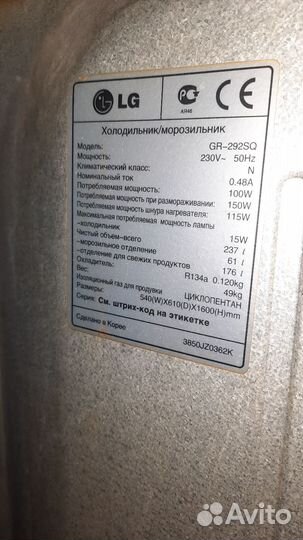 LG
РС
АЯ46
CE
Холодильник/морозильник
Модель: GR-292SQ
Мощность: 230V~ 50Hz
Климатический класс: N
Номинальный ток 0.48A
Потребляемая мощность: 100W
Потребляемая мощность при размораживании: 150W
Потребляемая мощность шнура нагревателя: 115W
Максимальная потребляемая мощность лампы
-холодильник 15W
Чистый объем-всего 237 ℓ
-морозильное отделение 61 ℓ
-отделение для свежих продуктов 176 ℓ
Охладитель: R134a 0.120kg
Вес: 49kg
Изоляционный газ для продувки ЦИКЛОПЕНТАН
Размеры: 540(W)X610(D)X1600(H)mm
Серия: См. штрих-код на этикетке
Сделано в Корее
3850JZ0362K
Avito